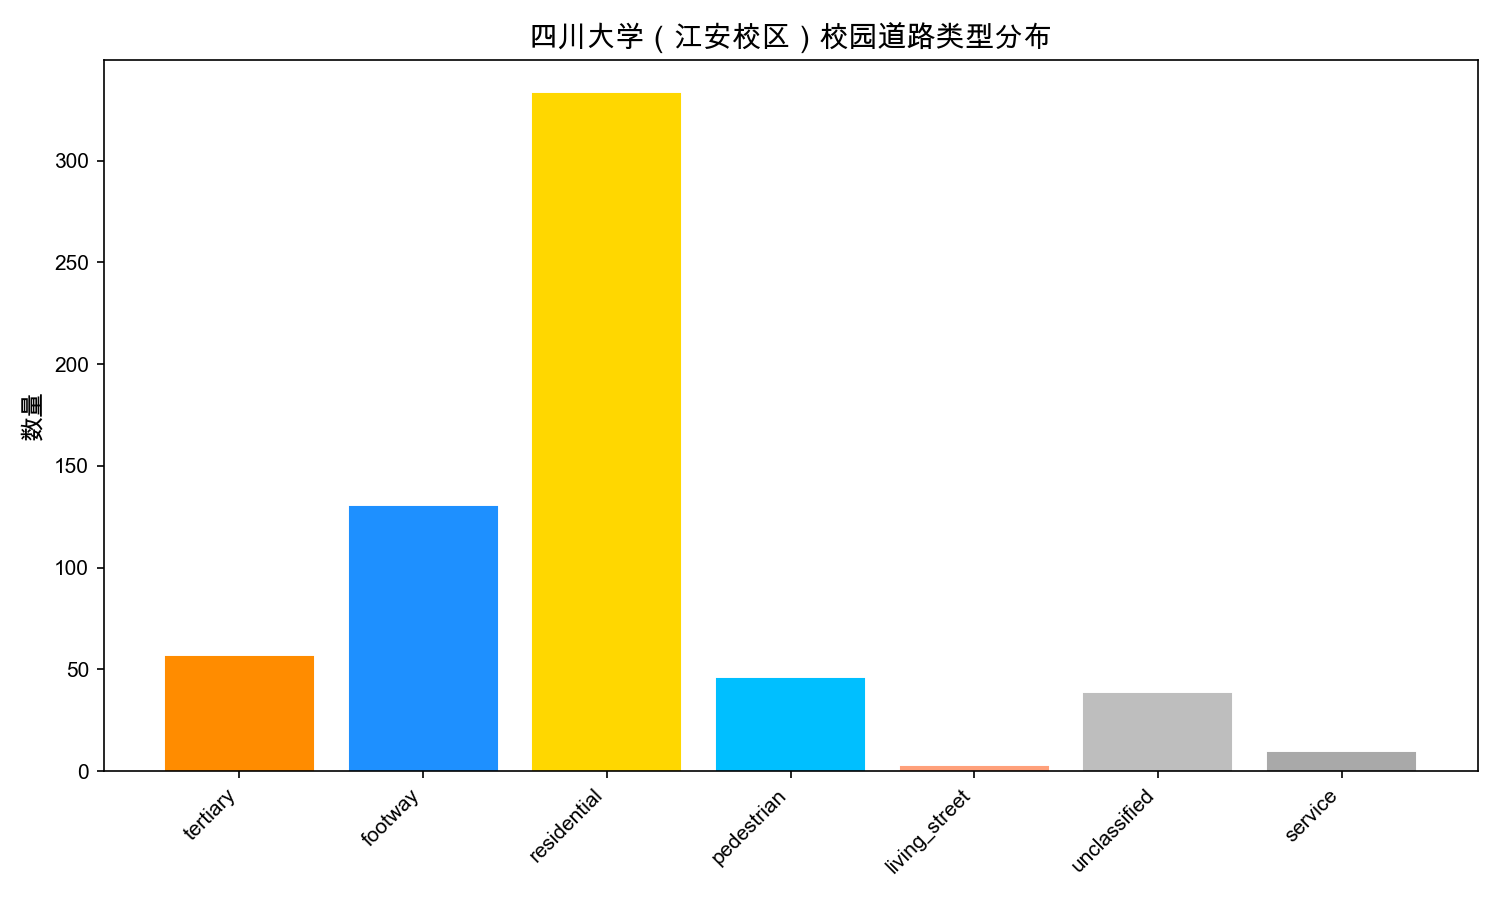 四川大学（江安校区）校园道路类型分布
数量
300
250
200
150
100
50
0
tertiary
footway
residential
pedestrian
living_street
unclassified
service